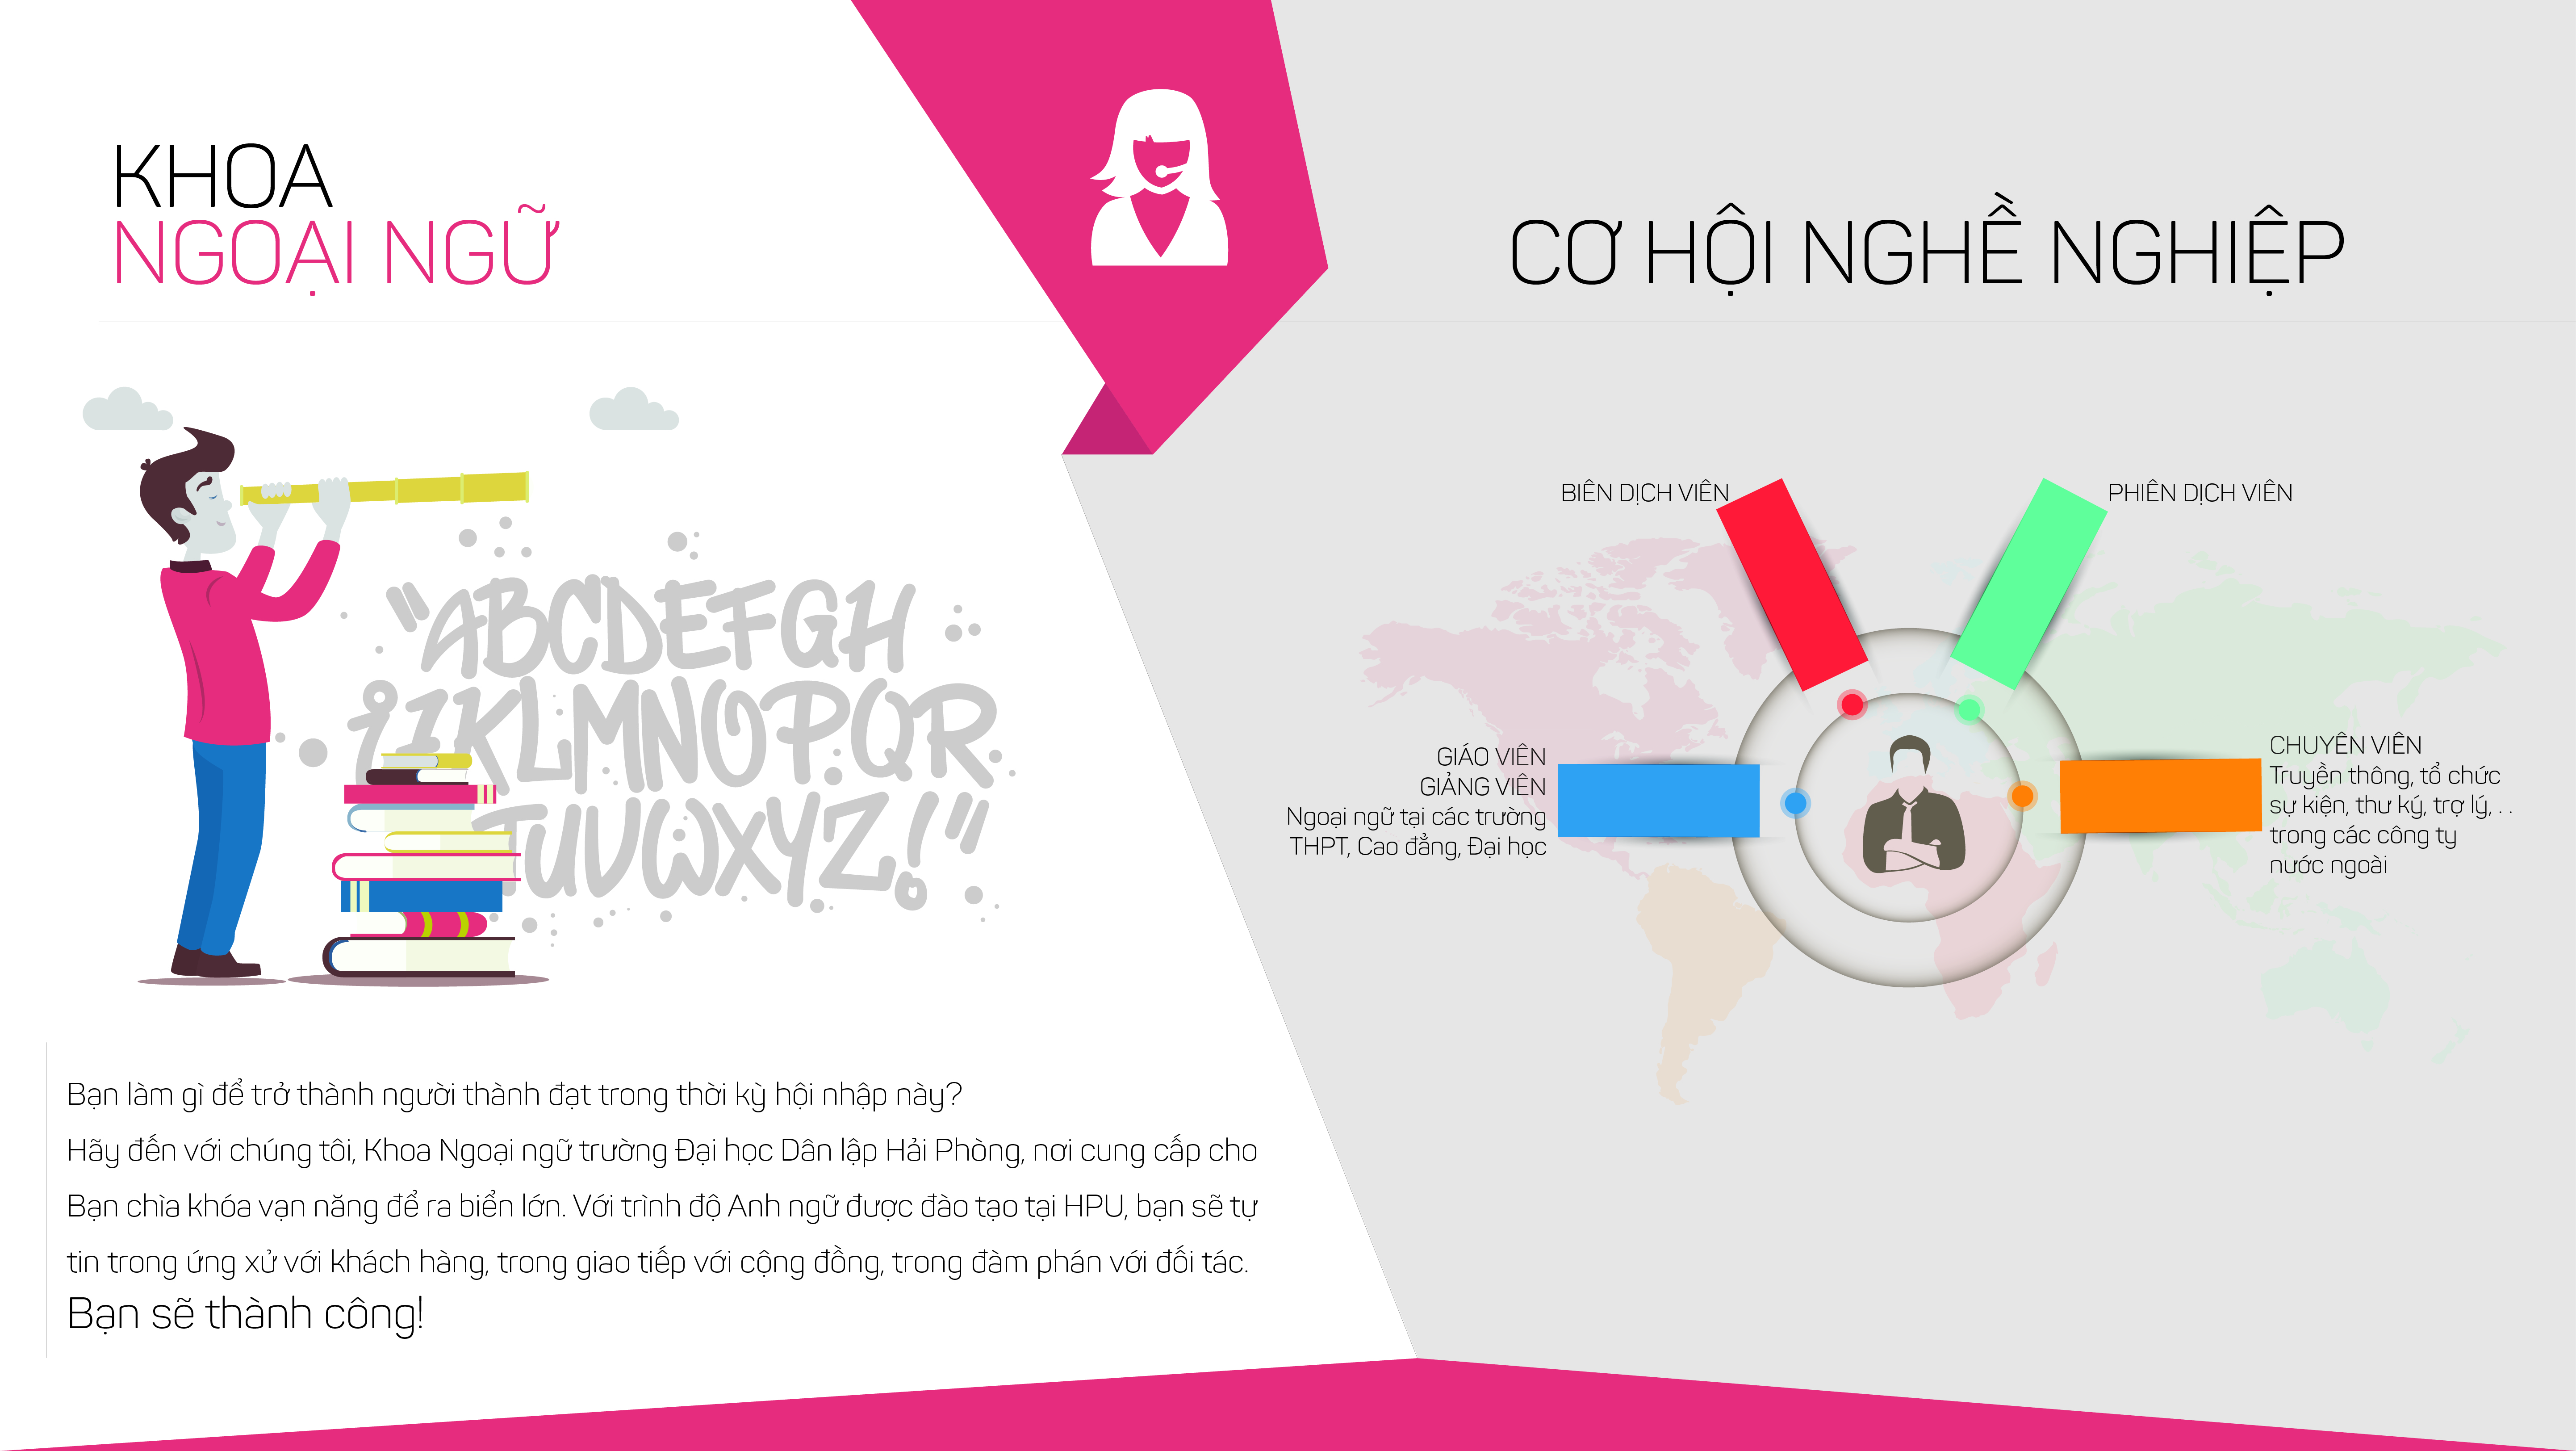 KHOA
NGOẠI NGỮ
CƠ HỘI NGHỀ NGHIỆP
"ABCDEFGH
IJKLMNOPQR
TUVWXYZ!"
BIÊN DỊCH VIÊN
PHIÊN DỊCH VIÊN
GIÁO VIÊN
GIẢNG VIÊN
Ngoại ngữ tại các trường
THPT, Cao đẳng, Đại học
CHUYÊN VIÊN
Truyền thông, tổ chức
sự kiện, thư ký, trợ lý, . .
trong các công ty
nước ngoài
Bạn làm gì để trở thành người thành đạt trong thời kỳ hội nhập này?
Hãy đến với chúng tôi, Khoa Ngoại ngữ trường Đại học Dân lập Hải Phòng, nơi cung cấp cho
Bạn chìa khóa vạn năng để ra biển lớn. Với trình độ Anh ngữ được đào tạo tại HPU, bạn sẽ tự
tin trong ứng xử với khách hàng, trong giao tiếp với cộng đồng, trong đàm phán với đối tác.
Bạn sẽ thành công!